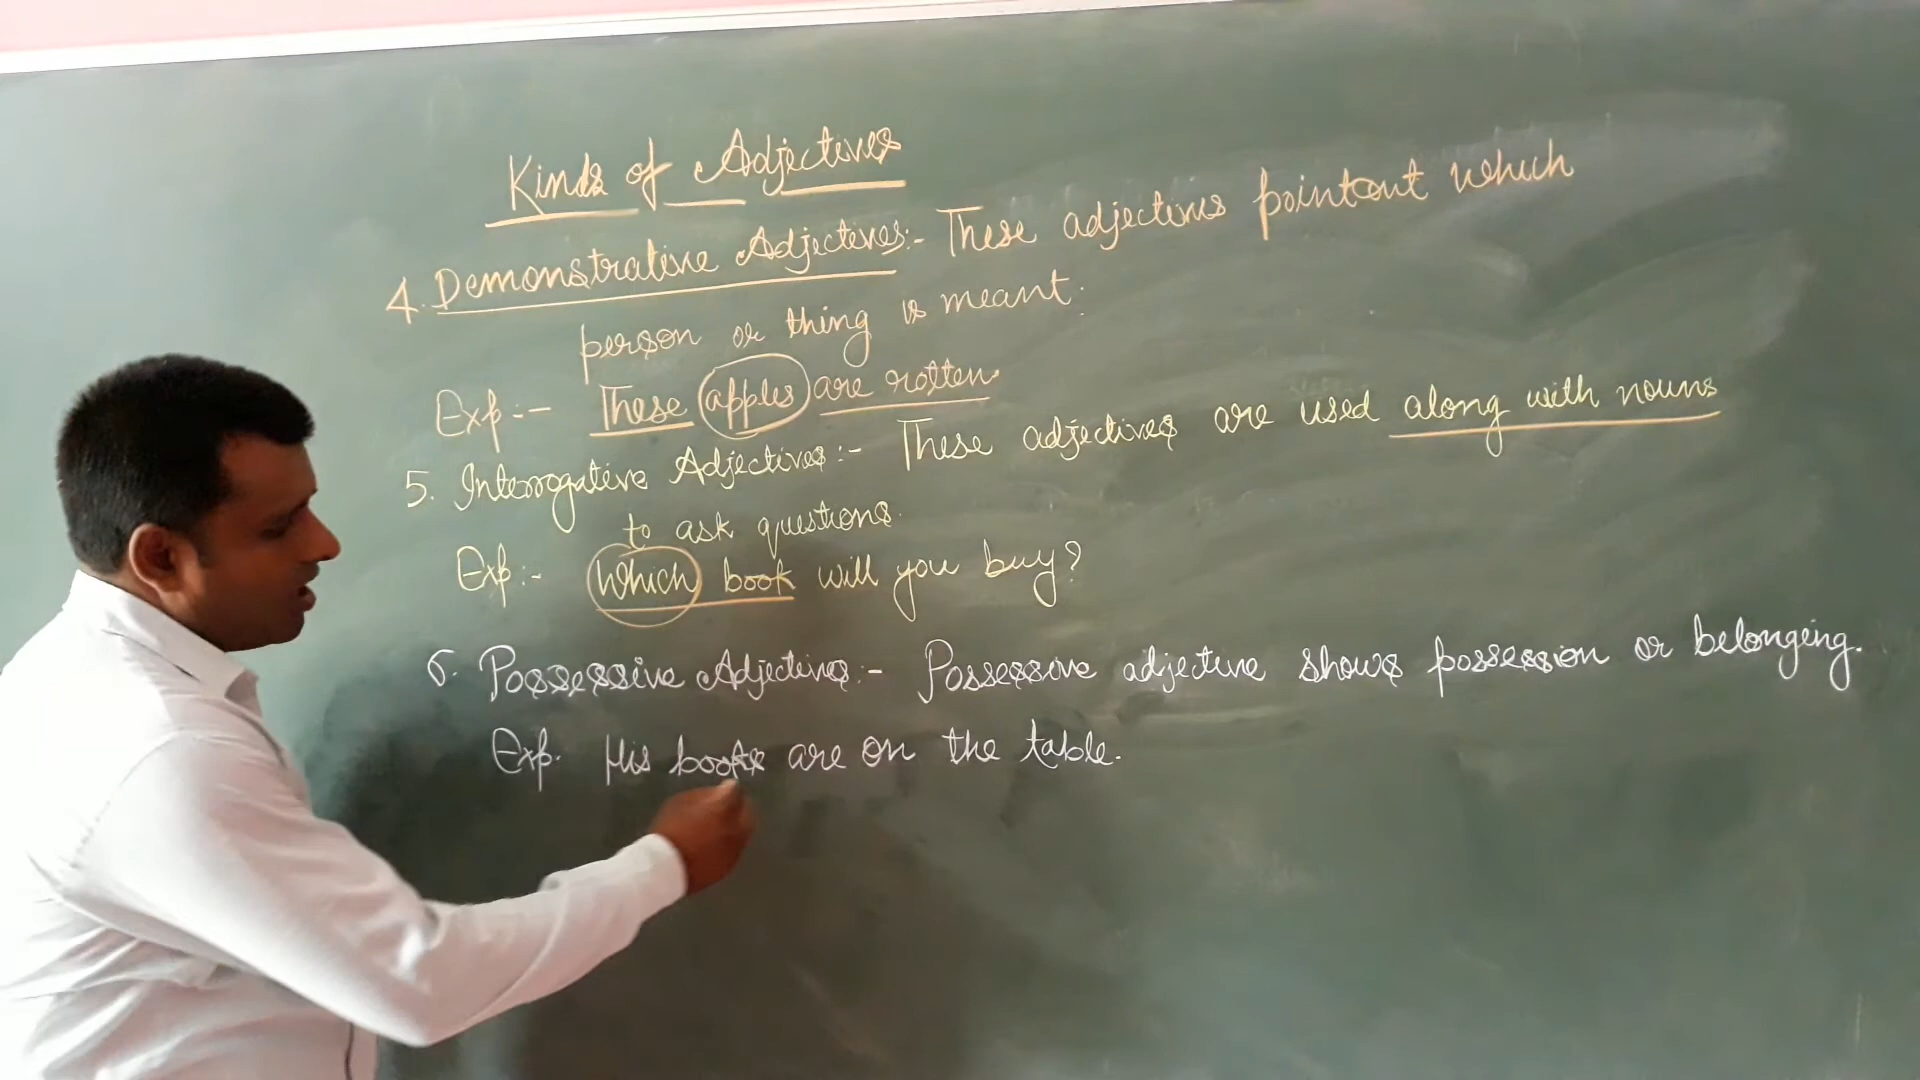 Kinds of Adjectives
4. Demonstrative Adjectives:- These adjectives pointout which
person or thing is meant.
Exp:- These apples are rotten.
5. Interrogative Adjectives:- These adjectives are used along with nouns
to ask questions.
Exp:- Which book will you buy?
6. Possessive Adjectives:- Possessive adjective shows possession or belonging.
Exp. His books are on the table.